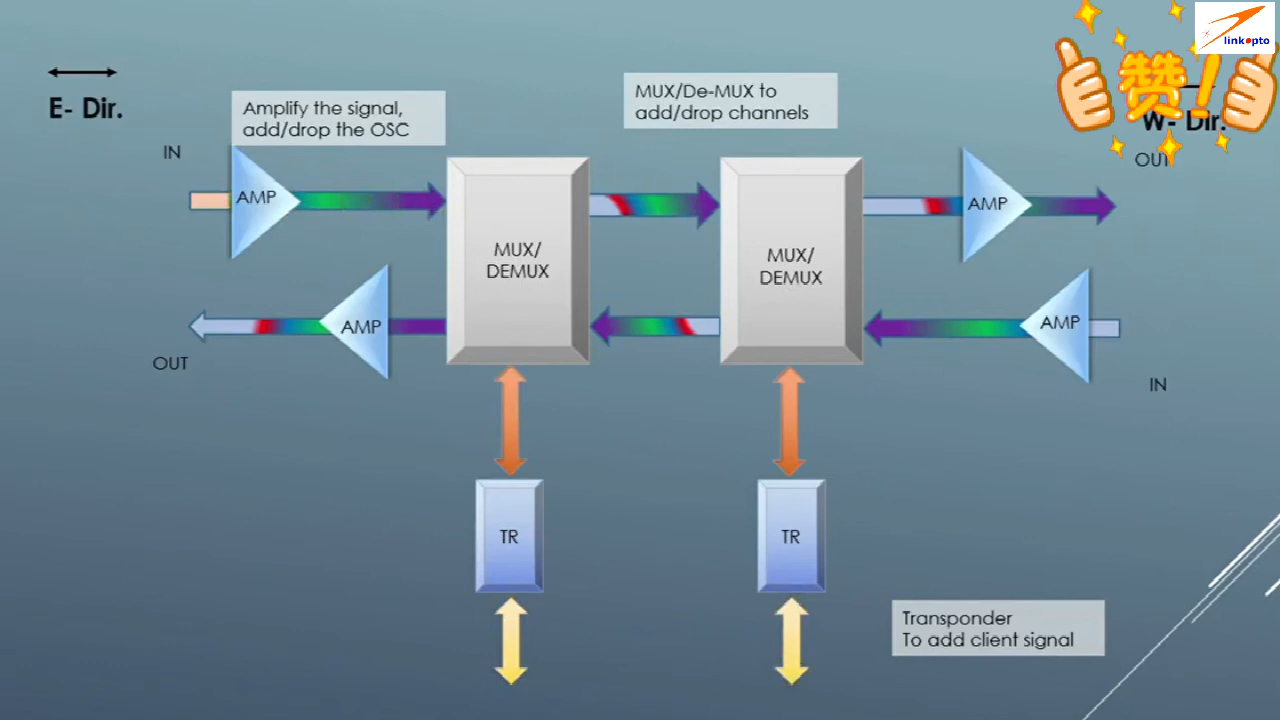 linkopto
赞!
E- Dir.
W- Dir.
Amplify the signal,
add/drop the OSC
MUX/De-MUX to
add/drop channels
IN
OUT
AMP
AMP
MUX/
DEMUX
MUX/
DEMUX
AMP
AMP
OUT
IN
TR
TR
Transponder
To add client signal